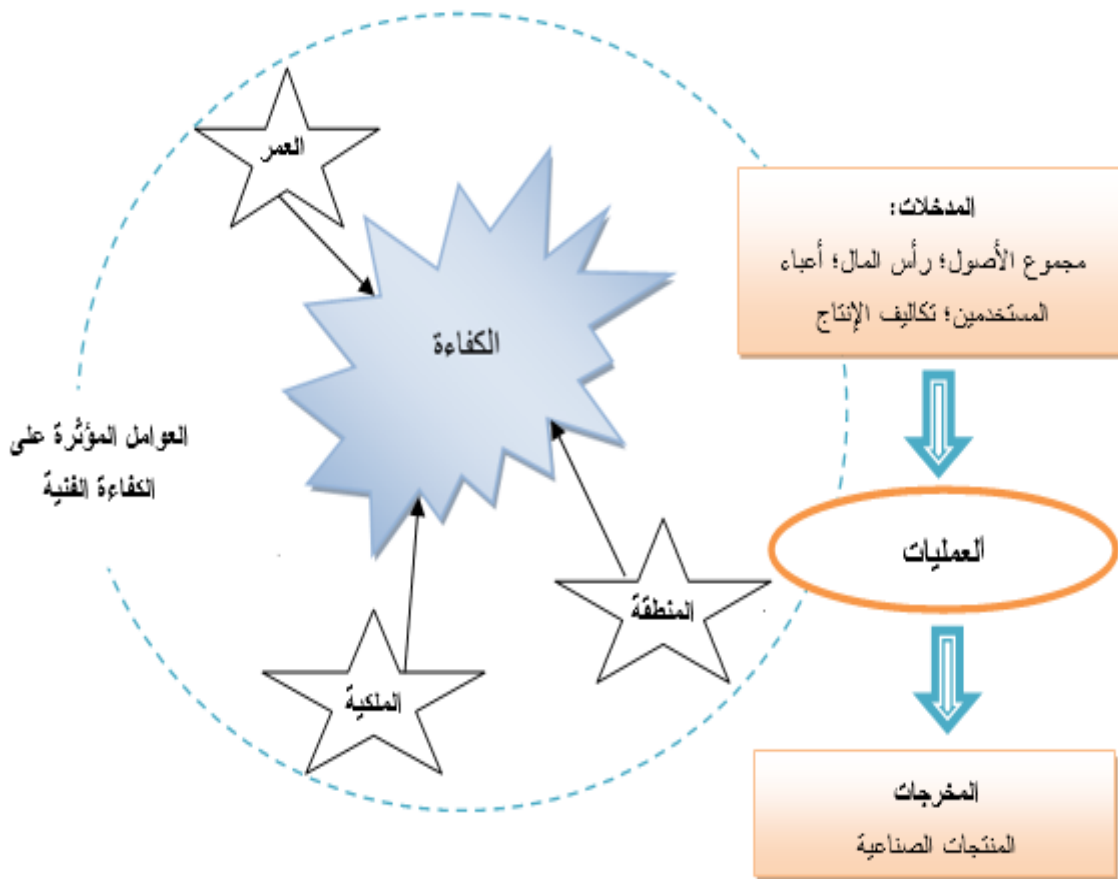 العمر
المدخلات:
مجموع الأصول؛ رأس المال؛ أعباء
المستخدمين؛ تكاليف الإنتاج
الكفاءة
العوامل المؤثرة على
الكفاءة الفنية
العمليات
المنطقة
الملكية
المخرجات
المنتجات الصناعية